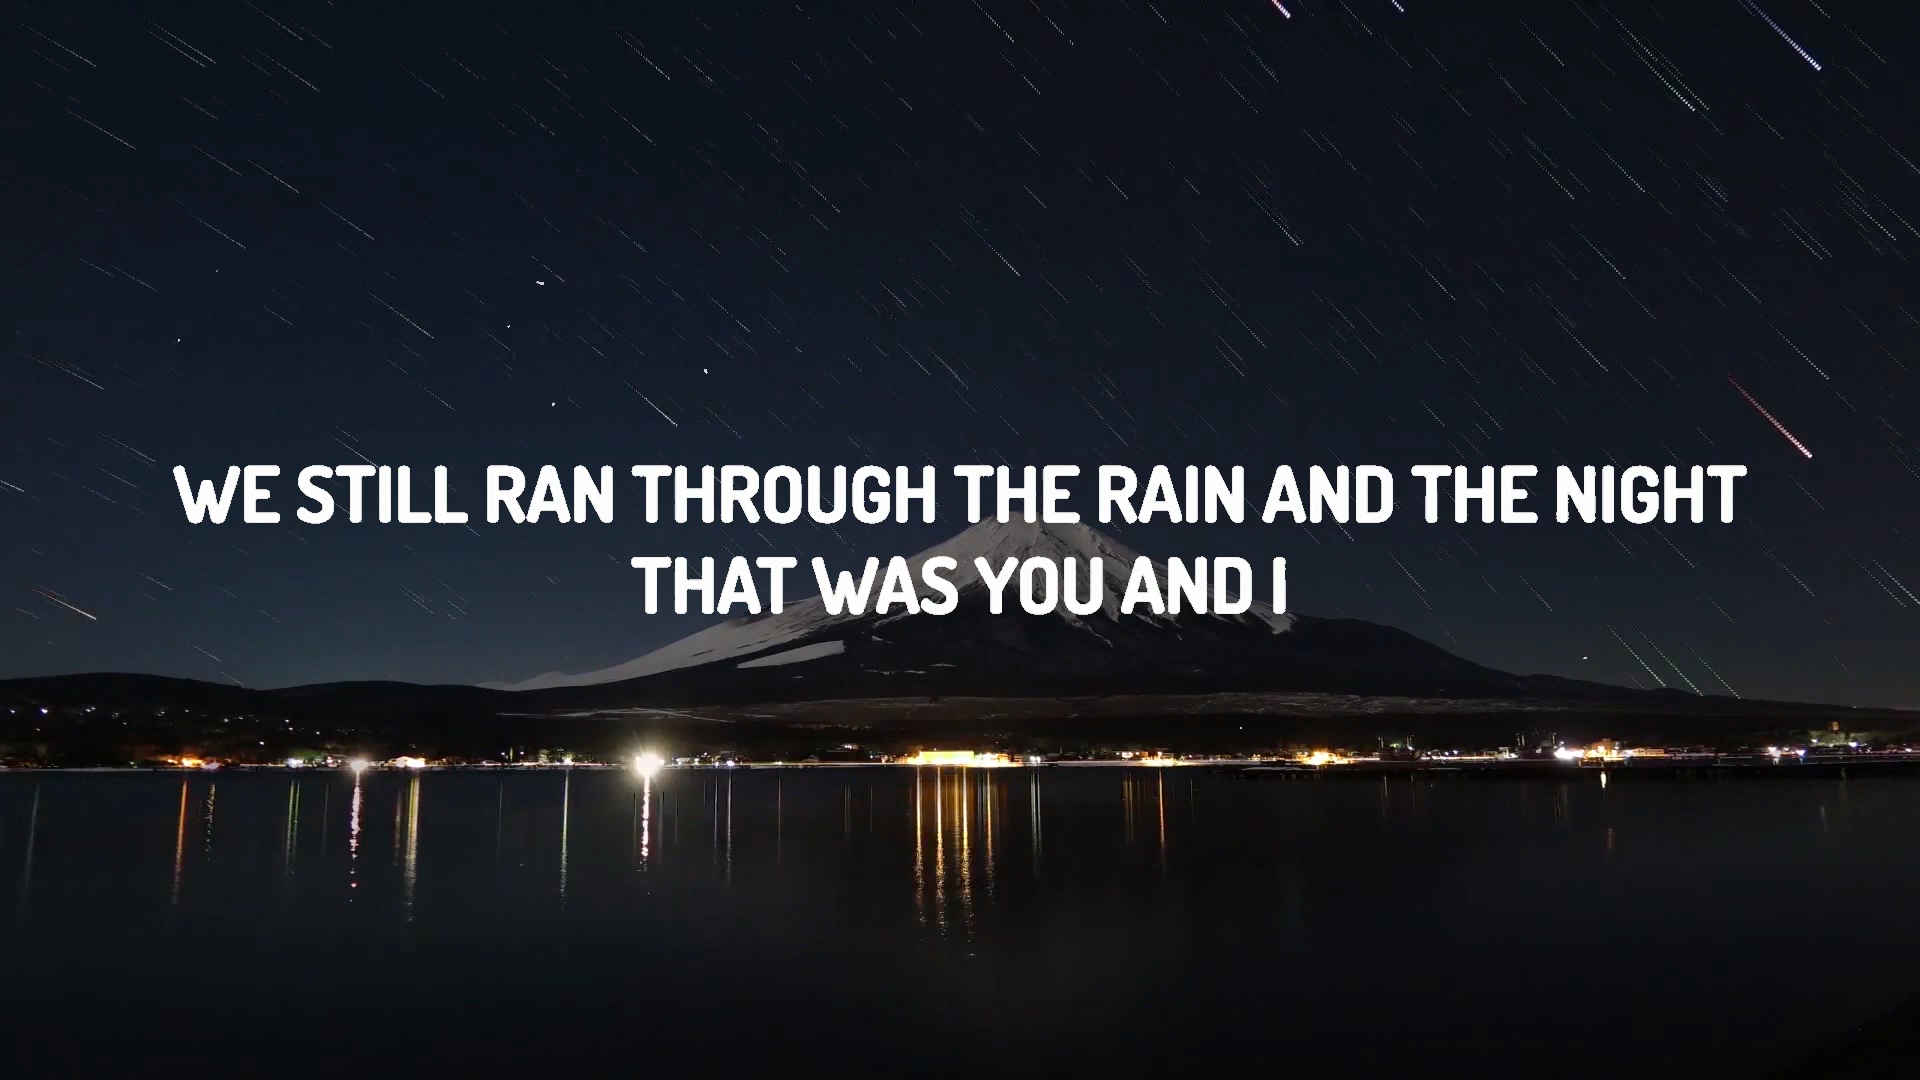 WE STILL RAN THROUGH THE RAIN AND THE NIGHT
THAT WAS YOU AND I